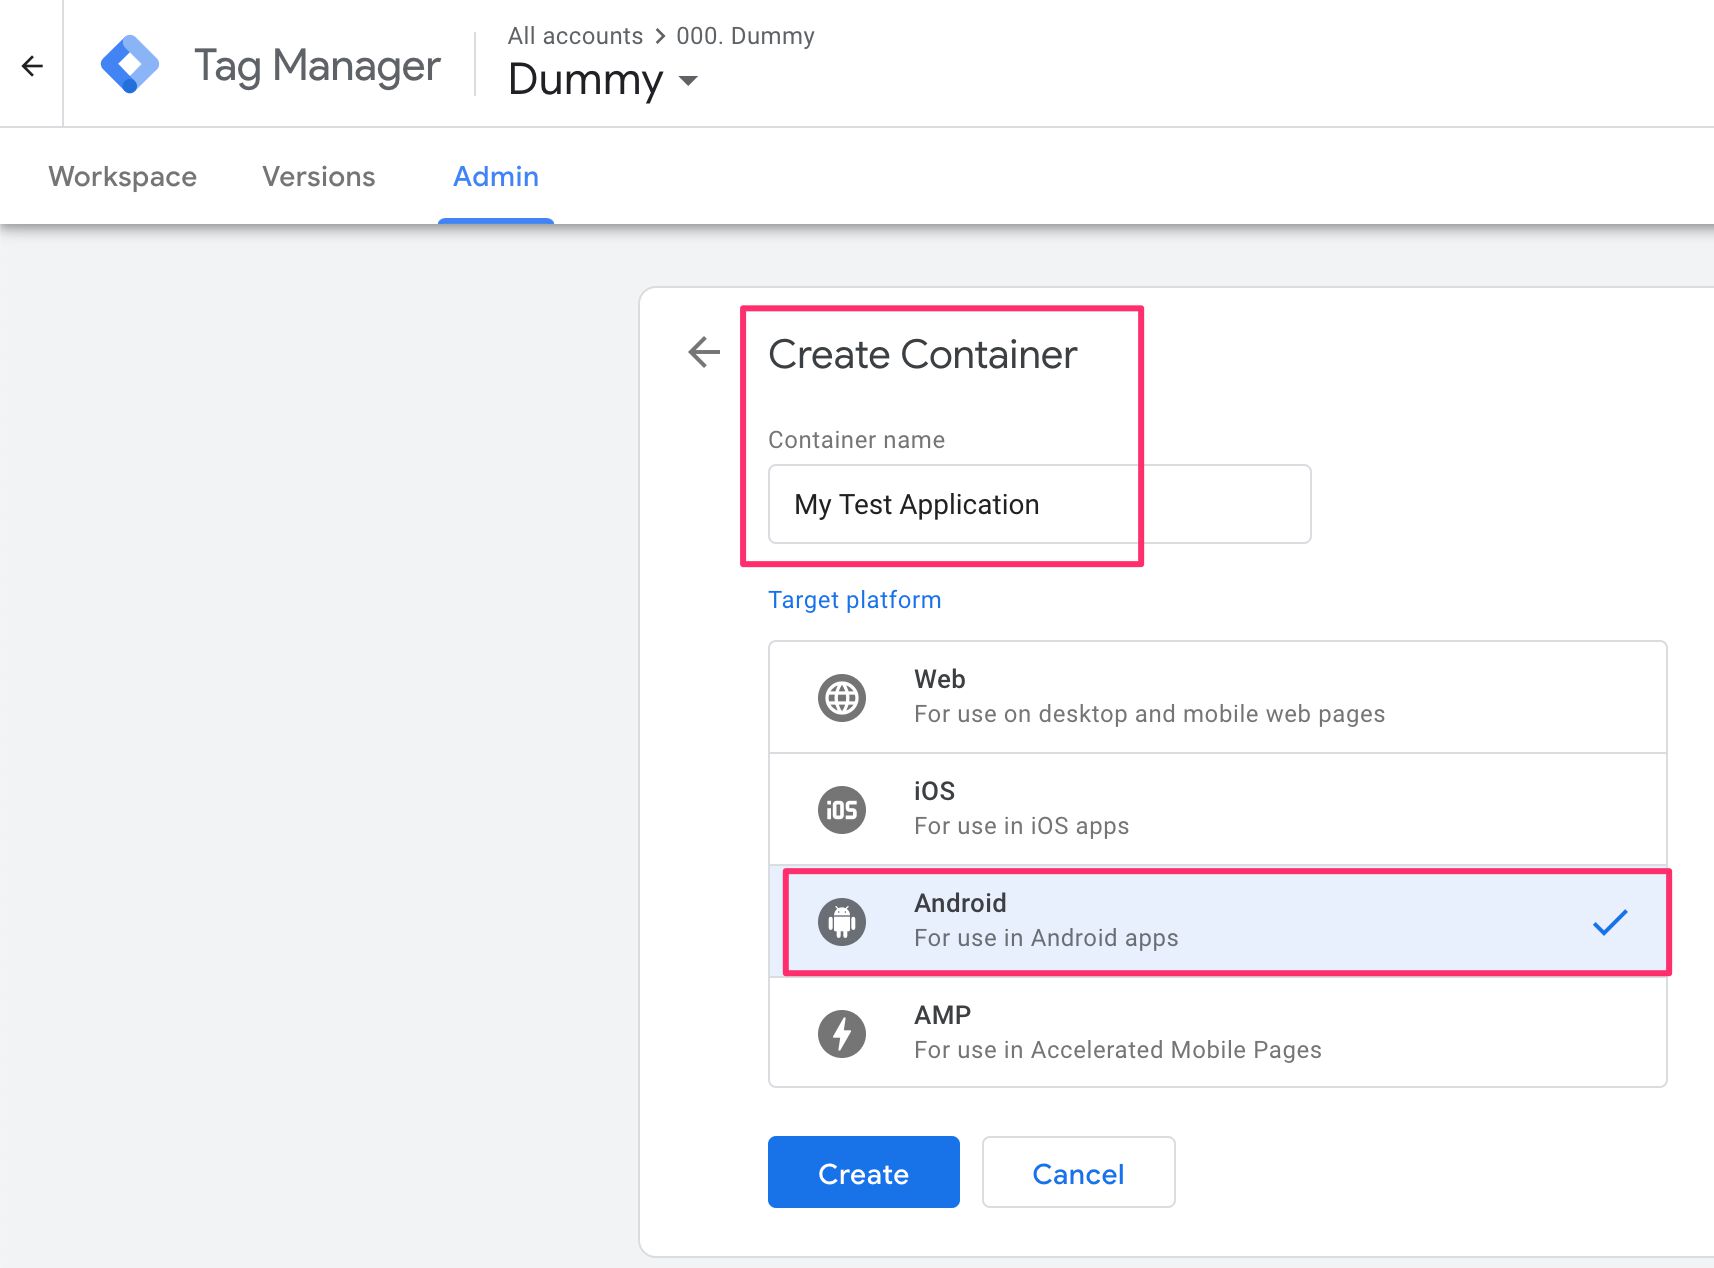 All accounts > 000. Dummy
Tag Manager
Dummy
Workspace Versions Admin
Create Container
Container name
My Test Application
Target platform
Web
For use on desktop and mobile web pages
iOS
iOS
For use in iOS apps
Android
For use in Android apps
AMP
For use in Accelerated Mobile Pages
Create Cancel